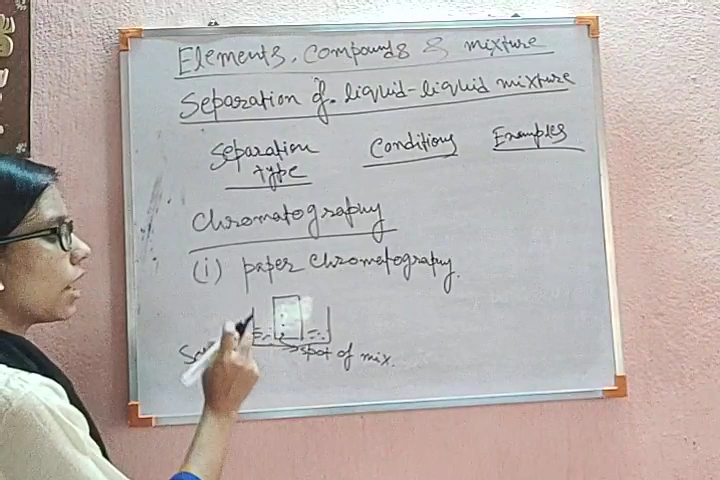 Elements, compounds & mixture
Separation of liquid-liquid mixture
Separation type
Conditions
Examples
Chromatography
(i) paper chromatography.
spot of mix.